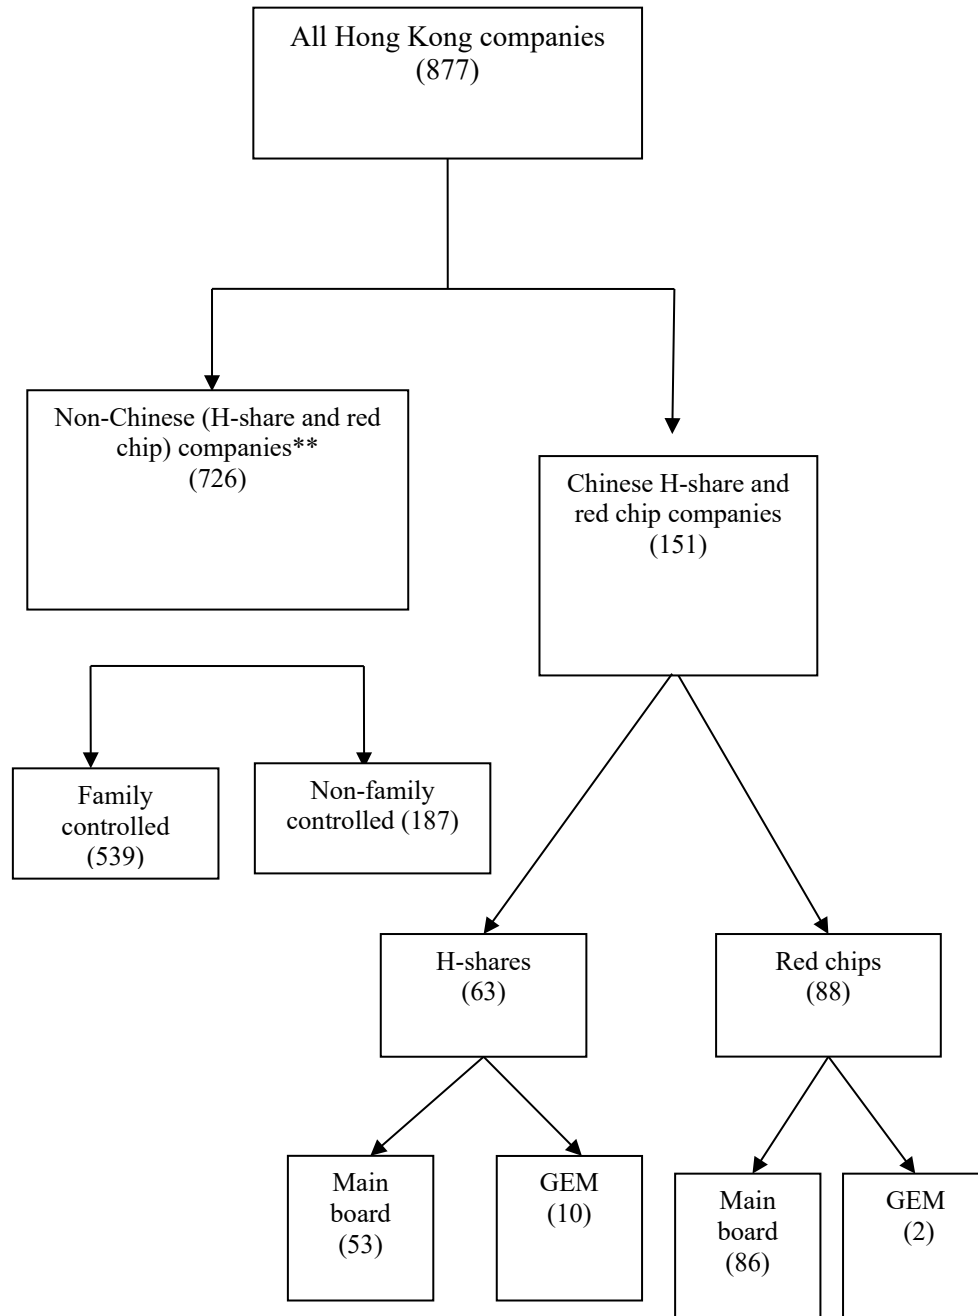 All Hong Kong companies
(877)
Non-Chinese (H-share and red
chip) companies**
(726)
Chinese H-share and
red chip companies
(151)
Family
controlled
(539)
Non-family
controlled (187)
H-shares
(63)
Red chips
(88)
Main
board
(53)
GEM
(10)
Main
board
(86)
GEM
(2)